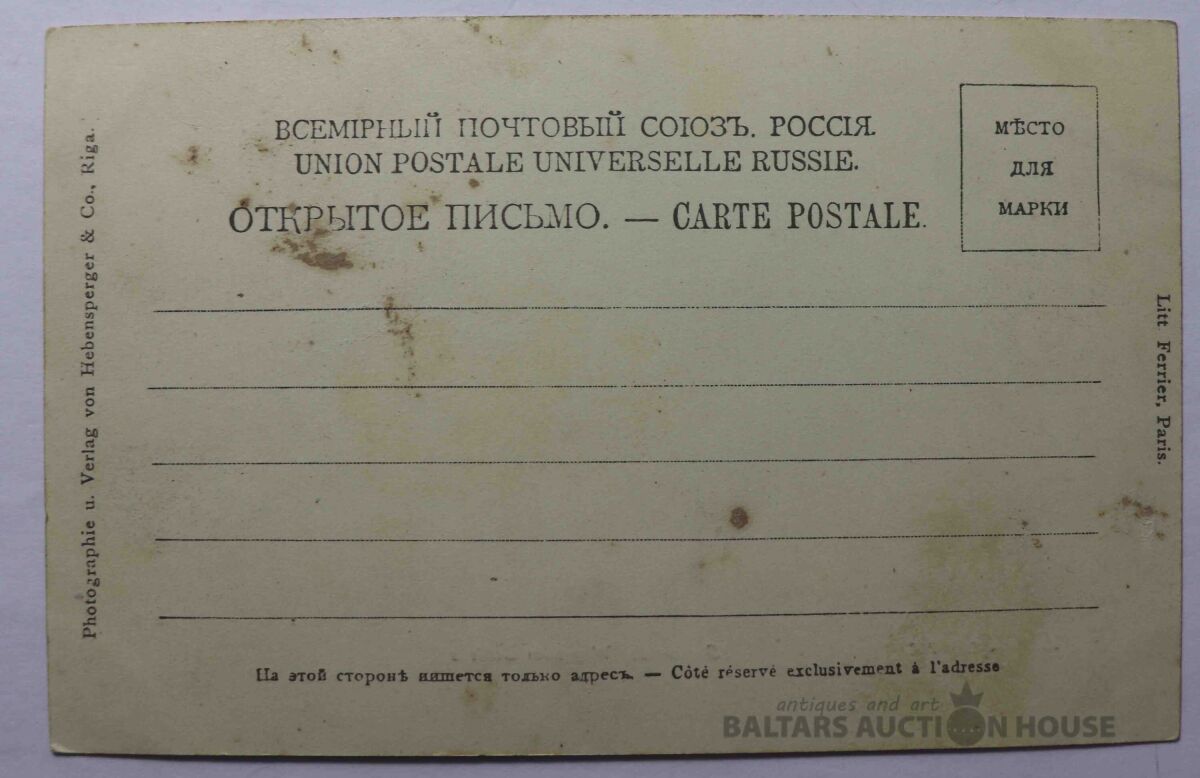 ВСЕМІРНЫЙ ПОЧТОВЫЙ СОЮЗЪ. РОССІЯ.
UNION POSTALE UNIVERSELLE RUSSIE.
ОТКРЫТОЕ ПИСЬМО. — CARTE POSTALE.
МѢСТО
ДЛЯ
МАРКИ
Photographie u. Verlag von Hebensperger & Co., Riga.
Litt Ferrier, Paris.
На этой сторонѣ пишется только адресъ. — Côté réservé exclusivement à l'adresse
antiques and art
BALTARS AUCTION HOUSE